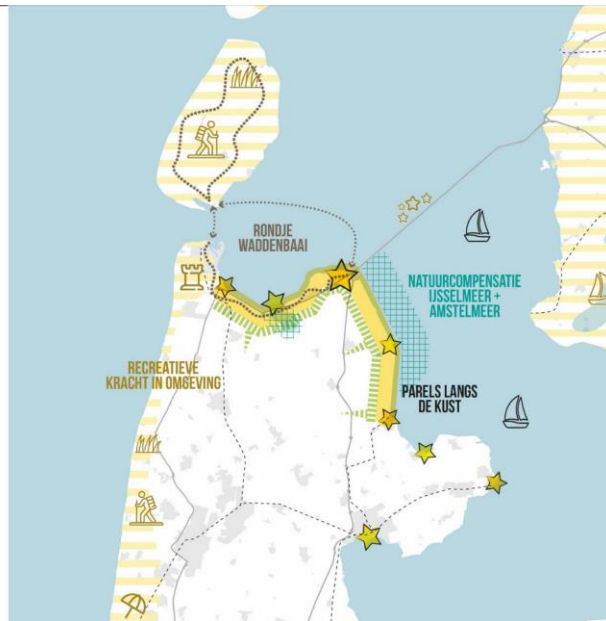 RONDJE
WADDENBAAI
NATUURCOMPENSATIE
IJSSELMEER +
AMSTELMEER
RECREATIEVE
KRACHT IN OMGEVING
PARELS LANGS
DE KUST